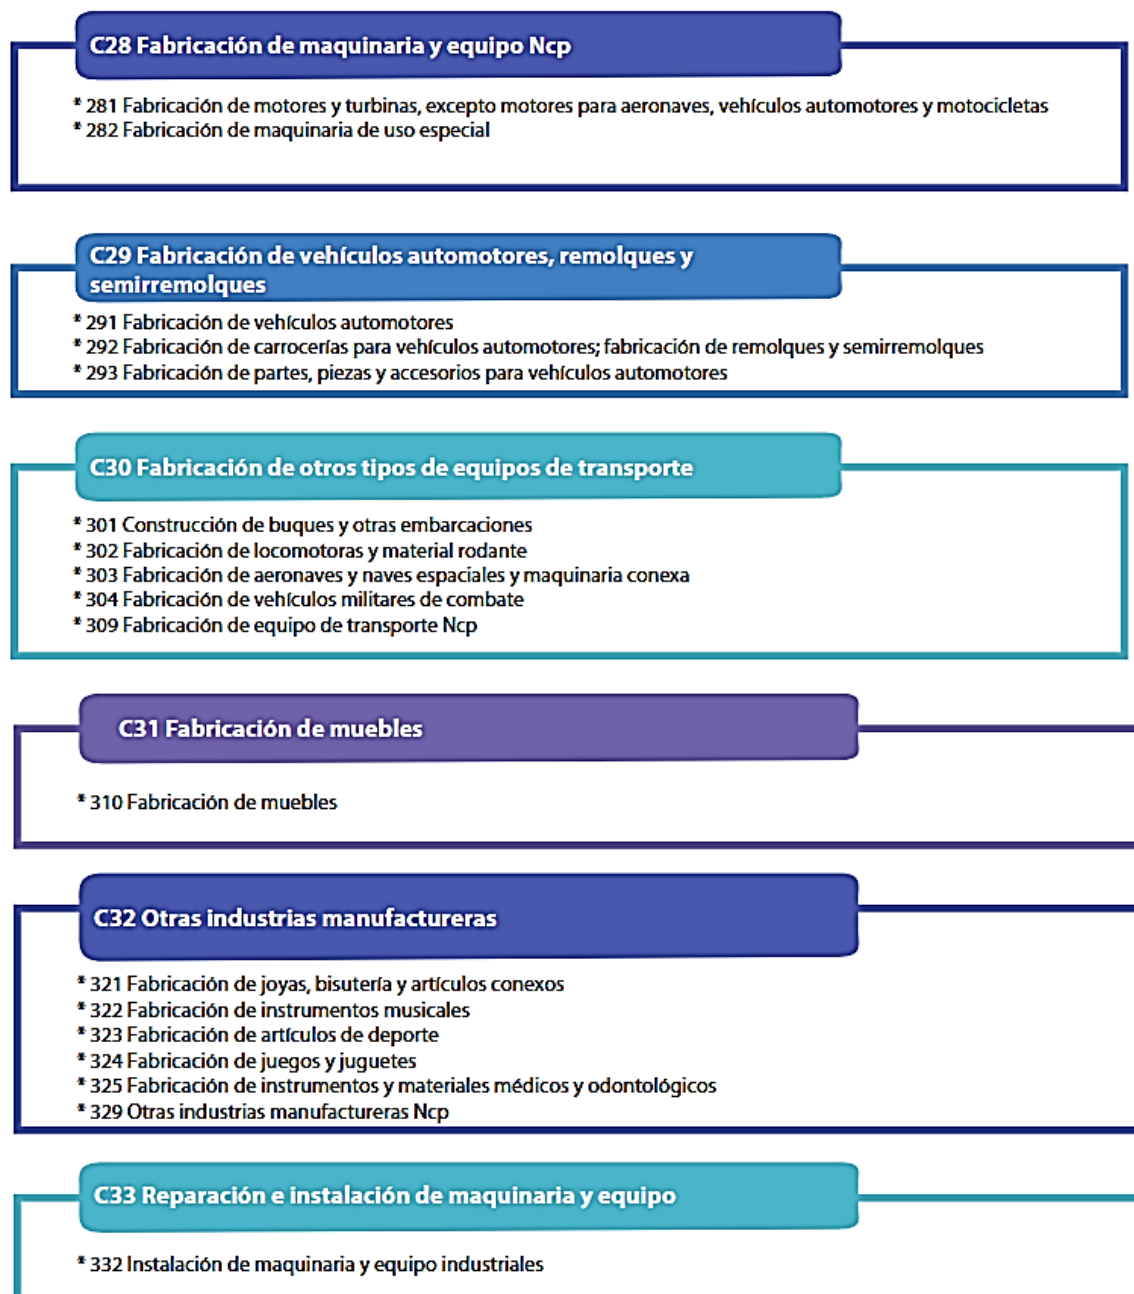 C28 Fabricación de maquinaria y equipo Ncp
* 281 Fabricación de motores y turbinas, excepto motores para aeronaves, vehículos automotores y motocicletas
* 282 Fabricación de maquinaria de uso especial
C29 Fabricación de vehículos automotores, remolques y
semirremolques
* 291 Fabricación de vehículos automotores
* 292 Fabricación de carrocerías para vehículos automotores; fabricación de remolques y semirremolques
* 293 Fabricación de partes, piezas y accesorios para vehículos automotores
C30 Fabricación de otros tipos de equipos de transporte
* 301 Construcción de buques y otras embarcaciones
* 302 Fabricación de locomotoras y material rodante
* 303 Fabricación de aeronaves y naves espaciales y maquinaria conexa
* 304 Fabricación de vehículos militares de combate
* 309 Fabricación de equipo de transporte Ncp
C31 Fabricación de muebles
* 310 Fabricación de muebles
C32 Otras industrias manufactureras
* 321 Fabricación de joyas, bisutería y artículos conexos
* 322 Fabricación de instrumentos musicales
* 323 Fabricación de artículos de deporte
* 324 Fabricación de juegos y juguetes
* 325 Fabricación de instrumentos y materiales médicos y odontológicos
* 329 Otras industrias manufactureras Ncp
C33 Reparación e instalación de maquinaria y equipo
* 332 Instalación de maquinaria y equipo industriales